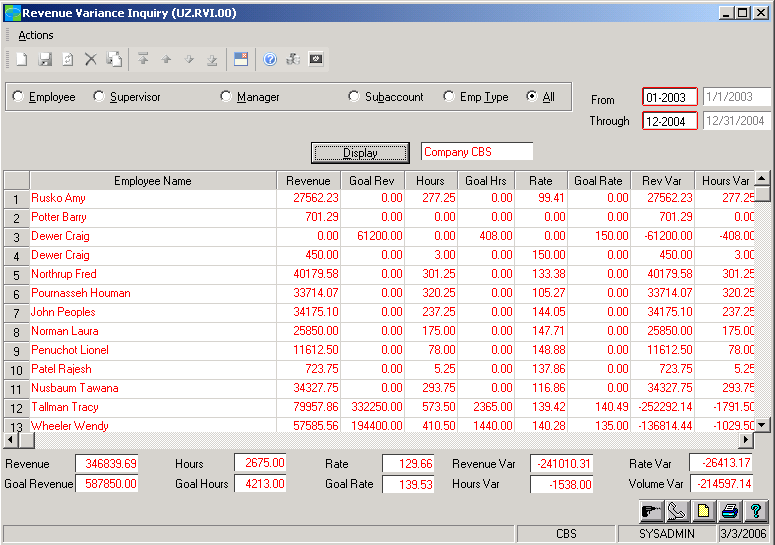 Revenue Variance Inquiry (UZ.RVI.00)
Actions
Employee Supervisor Manager Subaccount Emp Type All
From 01-2003 1/1/2003
Through 12-2004 12/31/2004
Display Company CBS
Employee Name Revenue Goal Rev Hours Goal Hrs Rate Goal Rate Rev Var Hours Var
1 Rusko Amy 27562.23 0.00 277.25 0.00 99.41 0.00 27562.23 277.25
2 Potter Barry 701.29 0.00 0.00 0.00 0.00 701.29 0.00
3 Dewer Craig 0.00 61200.00 0.00 408.00 0.00 150.00 -61200.00 -408.00
4 Dewer Craig 450.00 0.00 3.00 0.00 150.00 0.00 450.00 3.00
5 Northrup Fred 40179.58 0.00 301.25 0.00 133.38 0.00 40179.58 301.25
6 Pournasseh Houman 33714.07 0.00 320.25 0.00 105.27 0.00 33714.07 320.25
7 John Peoples 34175.10 0.00 237.25 0.00 144.05 0.00 34175.10 237.25
8 Norman Laura 25850.00 0.00 175.00 0.00 147.71 0.00 25850.00 175.00
9 Penuchot Lionel 11612.50 0.00 78.00 0.00 148.88 0.00 11612.50 78.00
10 Patel Rajesh 723.75 0.00 5.25 0.00 137.86 0.00 723.75 5.25
11 Nusbaum Tawana 34327.75 0.00 293.75 0.00 116.86 0.00 34327.75 293.75
12 Tallman Tracy 79957.86 332250.00 573.50 2365.00 139.42 140.49 -252292.14 -1791.50
13 Wheeler Wendy 57585.56 194400.00 410.50 1440.00 140.28 135.00 -136814.44 -1029.50
Revenue 346839.69 Hours 2675.00 Rate 129.66 Revenue Var -241010.31 Rate Var -26413.17
Goal Revenue 587850.00 Goal Hours 4213.00 Goal Rate 139.53 Hours Var -1538.00 Volume Var -214597.14
CBS SYSADMIN 3/3/2006